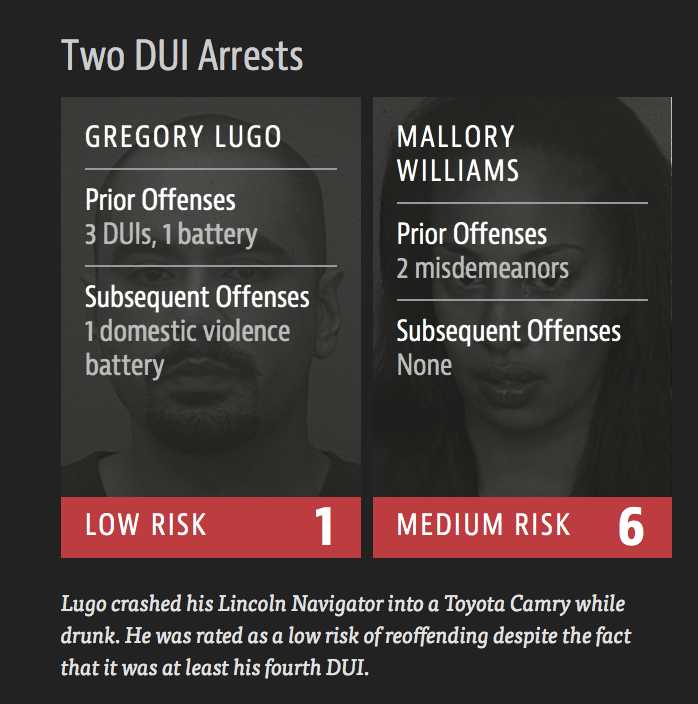 Two DUI Arrests
GREGORY LUGO
Prior Offenses
3 DUIs, 1 battery
Subsequent Offenses
1 domestic violence
battery
LOW RISK 1
MALLORY
WILLIAMS
Prior Offenses
2 misdemeanors
Subsequent Offenses
None
MEDIUM RISK 6
Lugo crashed his Lincoln Navigator into a Toyota Camry while
drunk. He was rated as a low risk of reoffending despite the fact
that it was at least his fourth DUI.